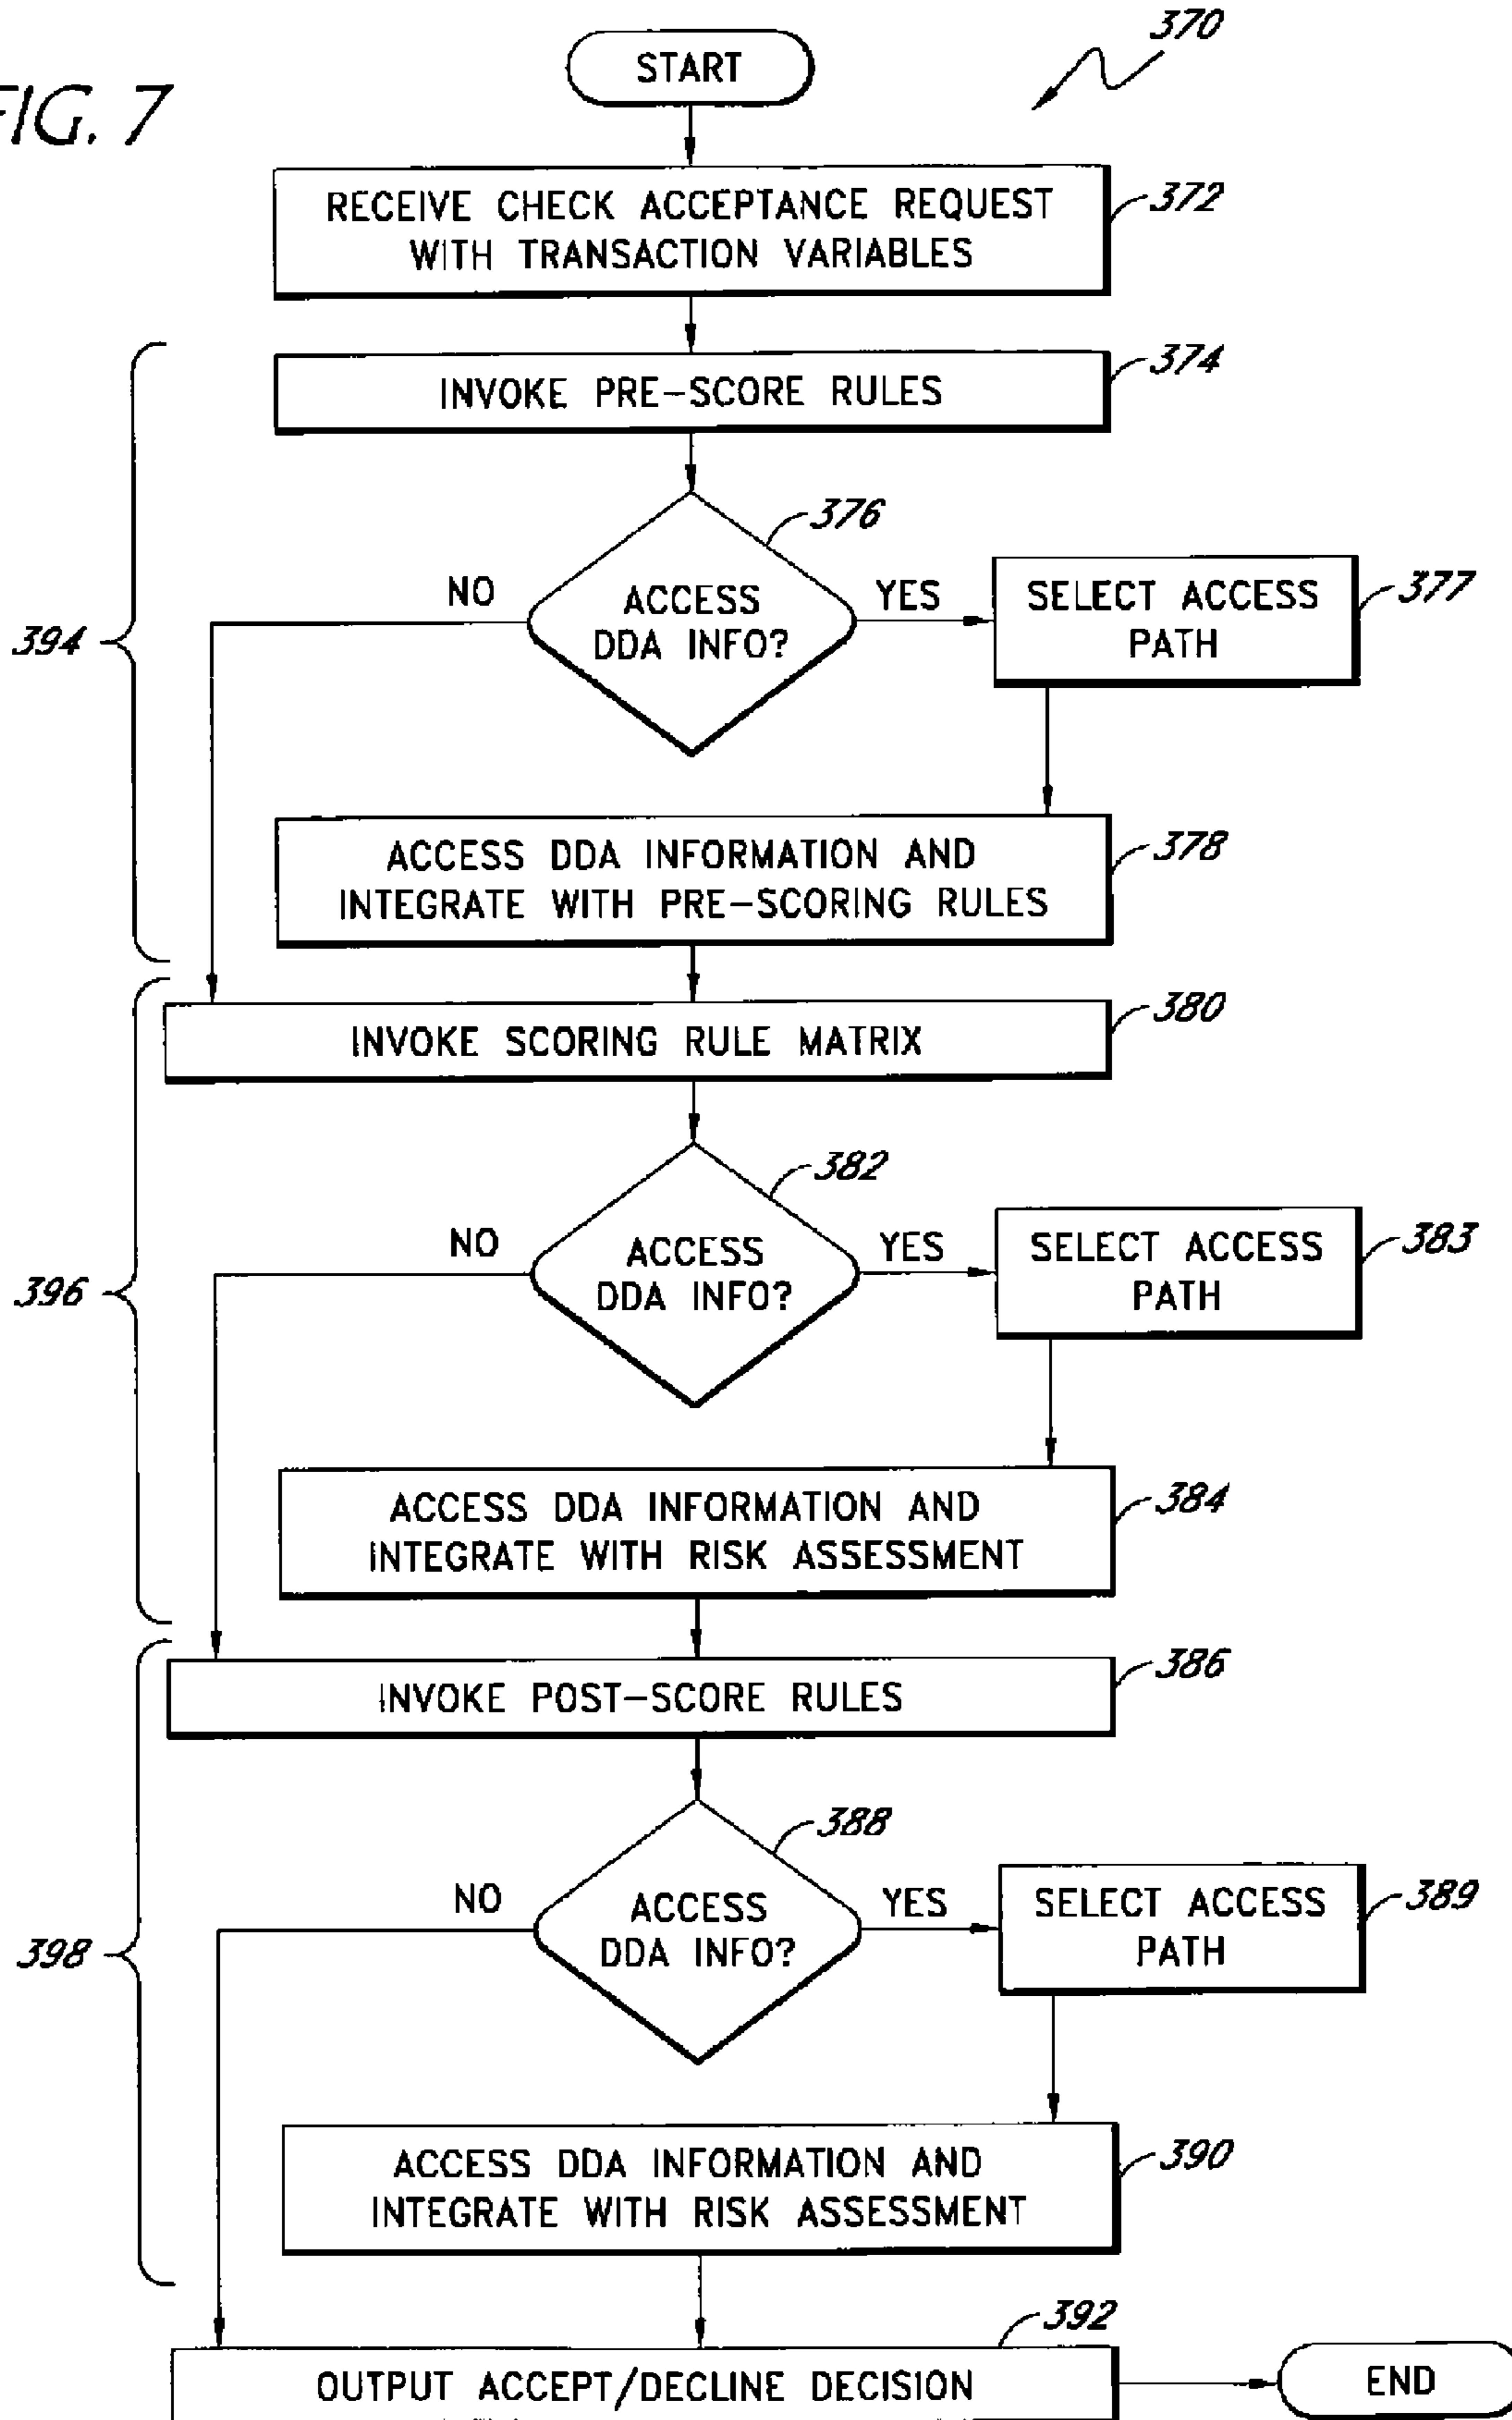 FIG. 7
370
START
RECEIVE CHECK ACCEPTANCE REQUEST
WITH TRANSACTION VARIABLES
372
INVOKE PRE-SCORE RULES
374
376
NO
ACCESS
DDA INFO?
YES
SELECT ACCESS
PATH
377
394
ACCESS DDA INFORMATION AND
INTEGRATE WITH PRE-SCORING RULES
378
INVOKE SCORING RULE MATRIX
380
382
NO
ACCESS
DDA INFO?
YES
SELECT ACCESS
PATH
383
396
ACCESS DDA INFORMATION AND
INTEGRATE WITH RISK ASSESSMENT
384
INVOKE POST-SCORE RULES
386
388
NO
ACCESS
DDA INFO?
YES
SELECT ACCESS
PATH
389
398
ACCESS DDA INFORMATION AND
INTEGRATE WITH RISK ASSESSMENT
390
392
OUTPUT ACCEPT/DECLINE DECISION
END